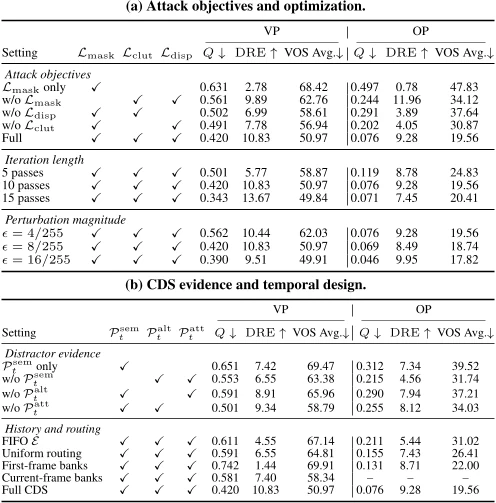 (a) Attack objectives and optimization.
VP | OP
Setting ℒmask ℒclut ℒdisp Q ↓ DRE ↑ VOS Avg.↓ Q ↓ DRE ↑ VOS Avg.↓
Attack objectives
ℒmask only ✓ 0.631 2.78 68.42 0.497 0.78 47.83
w/o ℒmask ✓ ✓ 0.561 9.89 62.76 0.244 11.96 34.12
w/o ℒdisp ✓ ✓ 0.502 6.99 58.61 0.291 3.89 37.64
w/o ℒclut ✓ ✓ 0.491 7.78 56.94 0.202 4.05 30.87
Full ✓ ✓ ✓ 0.420 10.83 50.97 0.076 9.28 19.56
Iteration length
5 passes ✓ ✓ ✓ 0.501 5.77 58.87 0.119 8.78 24.83
10 passes ✓ ✓ ✓ 0.420 10.83 50.97 0.076 9.28 19.56
15 passes ✓ ✓ ✓ 0.343 13.67 49.84 0.071 7.45 20.41
Perturbation magnitude
ϵ = 4/255 ✓ ✓ ✓ 0.562 10.44 62.03 0.076 9.28 19.56
ϵ = 8/255 ✓ ✓ ✓ 0.420 10.83 50.97 0.069 8.49 18.74
ϵ = 16/255 ✓ ✓ ✓ 0.390 9.51 49.91 0.046 9.95 17.82
(b) CDS evidence and temporal design.
VP | OP
Setting 𝒫t^sem 𝒫t^alt 𝒫t^att Q ↓ DRE ↑ VOS Avg.↓ Q ↓ DRE ↑ VOS Avg.↓
Distractor evidence
𝒫t^sem only ✓ 0.651 7.42 69.47 0.312 7.34 39.52
w/o 𝒫t^sem ✓ ✓ 0.553 6.55 63.38 0.215 4.56 31.74
w/o 𝒫t^alt ✓ ✓ 0.591 8.91 65.96 0.290 7.94 37.21
w/o 𝒫t^att ✓ ✓ 0.501 9.34 58.79 0.255 8.12 34.03
History and routing
FIFO ℰ ✓ ✓ ✓ 0.611 4.55 67.14 0.211 5.44 31.02
Uniform routing ✓ ✓ ✓ 0.591 6.55 64.81 0.155 7.43 26.41
First-frame banks ✓ ✓ ✓ 0.742 1.44 69.91 0.131 8.71 22.00
Current-frame banks ✓ ✓ ✓ 0.581 7.40 58.34 – – –
Full CDS ✓ ✓ ✓ 0.420 10.83 50.97 0.076 9.28 19.56